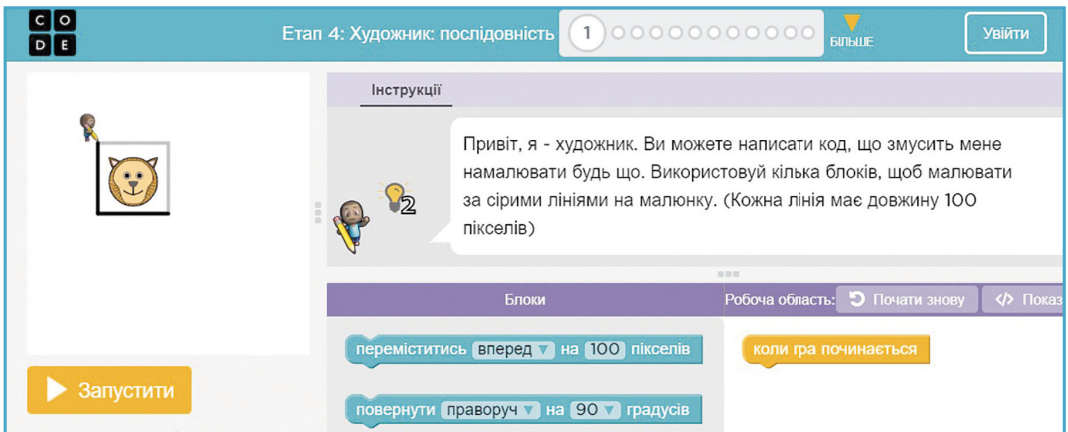 C O
D E
Етап 4: Художник: послідовність
1
БІЛЬШЕ
Увійти
Інструкції
Привіт, я - художник. Ви можете написати код, що змусить мене
намалювати будь що. Використовуй кілька блоків, щоб малювати
за сірими лініями на малюнку. (Кожна лінія має довжину 100
пікселів)
2
Блоки
Робоча область:
Почати знову
</> Показ
переміститись вперед на 100 пікселів
коли гра починається
Запустити
повернути праворуч на 90 градусів